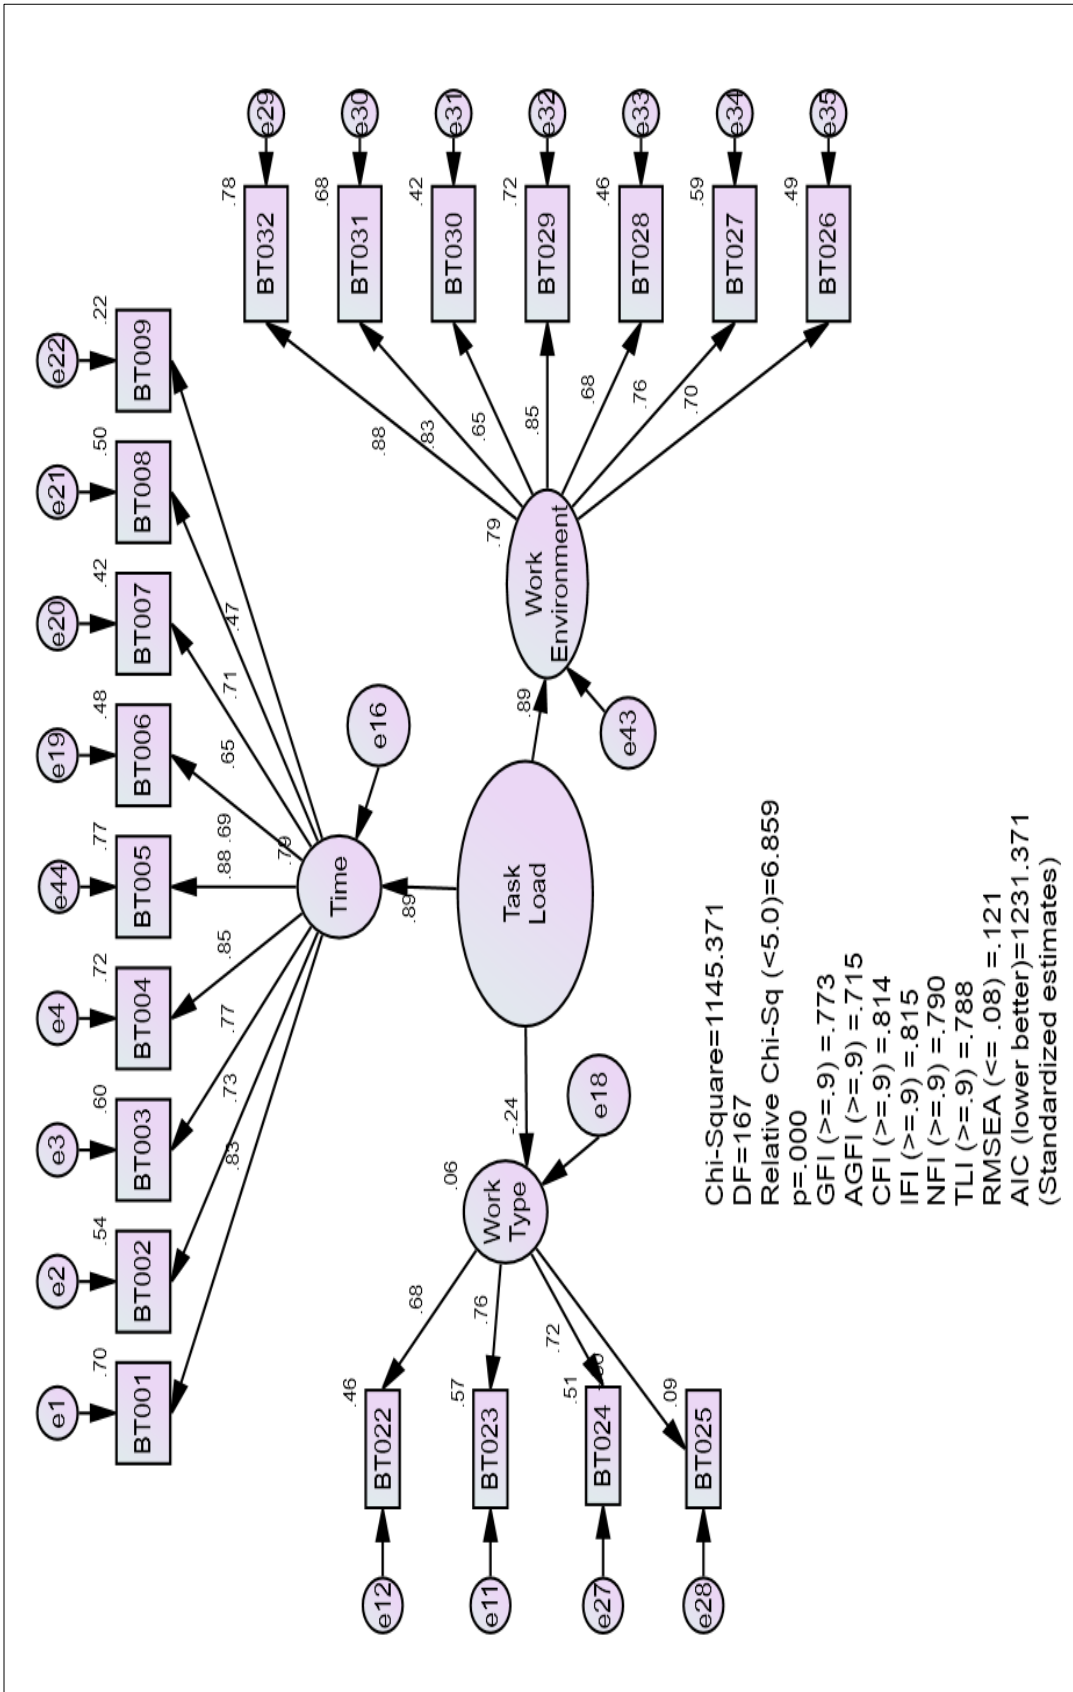 e1
e2
e3
e4
e44
e19
e20
e21
e22
.70
.54
.60
.72
.77
.48
.42
.50
.22
BT001
BT002
BT003
BT004
BT005
BT006
BT007
BT008
BT009
.83
.73
.77
.85
.88
.69
.65
.71
.47
.79
Time
e16
.89
e12
.46
BT022
.68
e11
.57
BT023
.76
e27
.51
BT024
.72
e28
.09
BT025
.06
Work
Type
e18
-.24
Task
Load
.89
.79
Work
Environment
e43
.88
.83
.65
.85
.68
.76
.70
.78
BT032
e29
.68
BT031
e30
.42
BT030
e31
.72
BT029
e32
.46
BT028
e33
.59
BT027
e34
.49
BT026
e35
Chi-Square=1145.371
DF=167
Relative Chi-Sq (<5.0)=6.859
p=.000
GFI (>=.9) =.773
AGFI (>=.9) =.715
CFI (>=.9) =.814
IFI (>=.9) =.815
NFI (>=.9) =.790
TLI (>=.9) =.788
RMSEA (<= .08) =.121
AIC (lower better)=1231.371
(Standardized estimates)